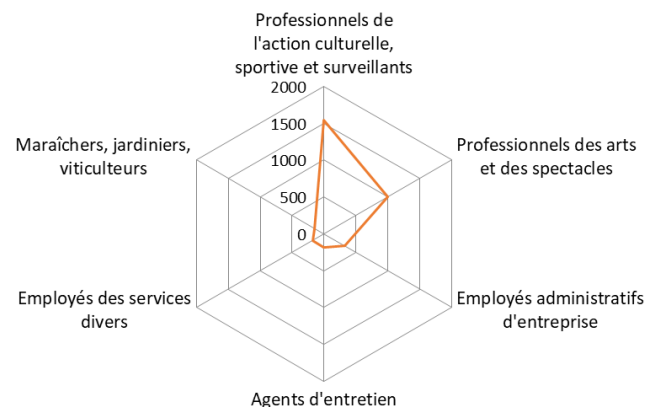 Professionnels de
l'action culturelle,
sportive et surveillants
2000
1500
1000
500
0
Professionnels des arts
et des spectacles
Employés administratifs
d'entreprise
Agents d'entretien
Employés des services
divers
Maraîchers, jardiniers,
viticulteurs